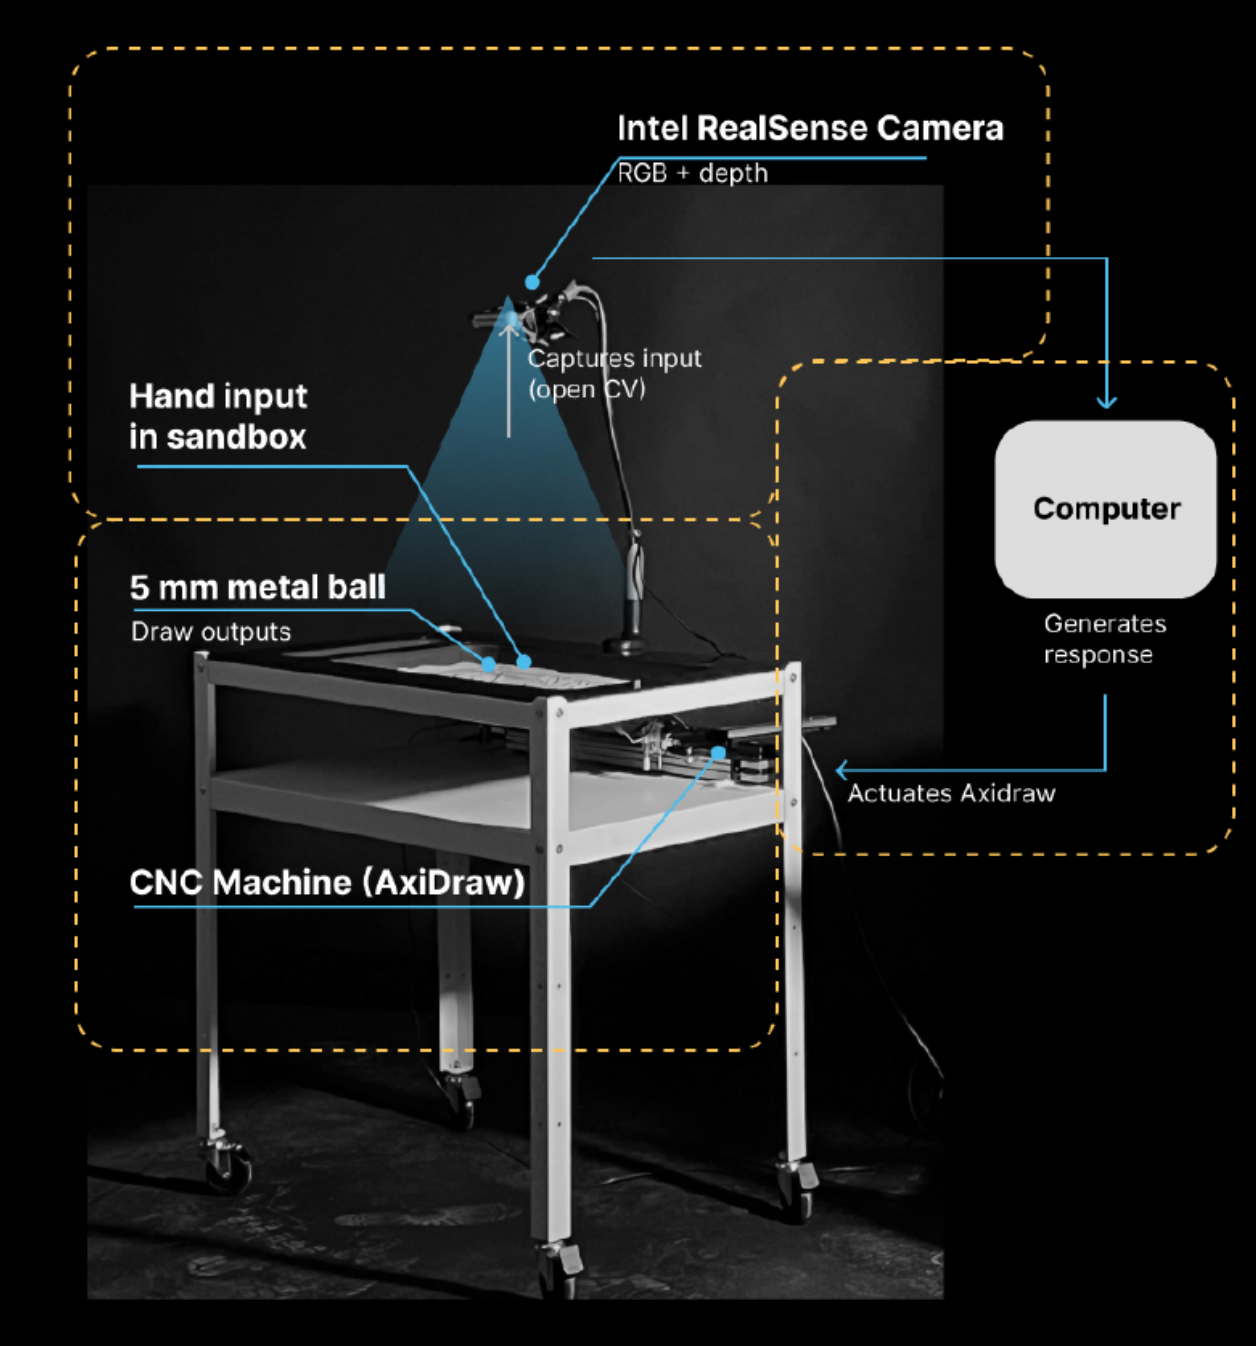 Intel RealSense Camera
RGB + depth
Captures input
(open CV)
Hand input
in sandbox
Computer
5 mm metal ball
Draw outputs
Generates
response
Actuates Axidraw
CNC Machine (AxiDraw)